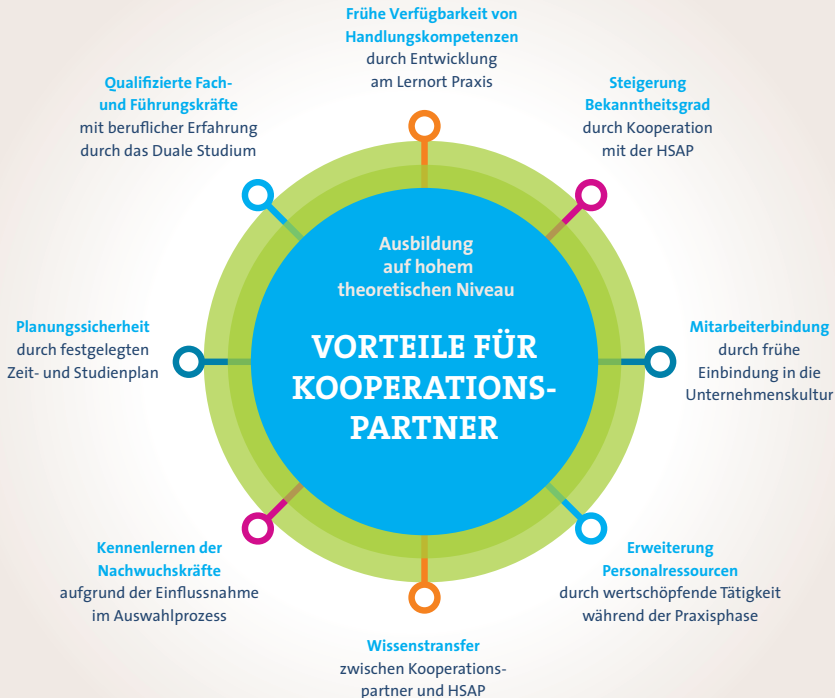 Frühe Verfügbarkeit von
Handlungskompetenzen
durch Entwicklung
am Lernort Praxis
Steigerung
Bekanntheitsgrad
durch Kooperation
mit der HSAP
Mitarbeiterbindung
durch frühe
Einbindung in die
Unternehmenskultur
Erweiterung
Personalressourcen
durch wertschöpfende Tätigkeit
während der Praxisphase
Wissenstransfer
zwischen Kooperations-
partner und HSAP
Kennenlernen der
Nachwuchskräfte
aufgrund der Einflussnahme
im Auswahlprozess
Planungssicherheit
durch festgelegten
Zeit- und Studienplan
Qualifizierte Fach-
und Führungskräfte
mit beruflicher Erfahrung
durch das Duale Studium
Ausbildung
auf hohem
theoretischen Niveau
VORTEILE FÜR
KOOPERATIONS-
PARTNER